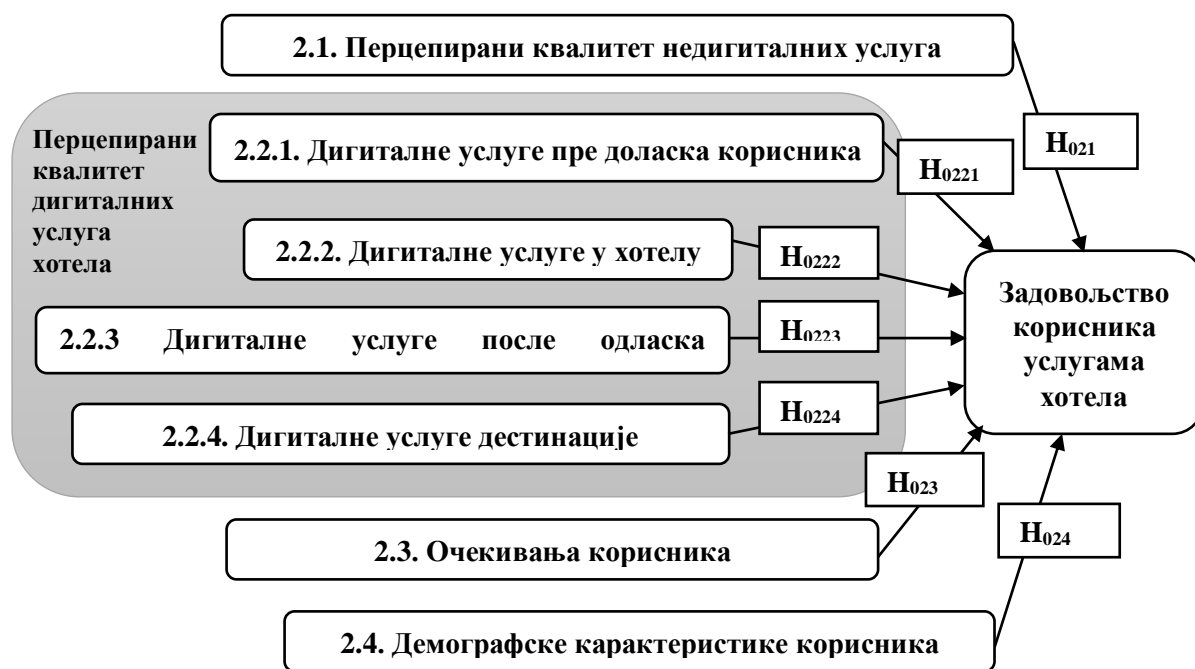 2.1. Перцепирани квалитет недигиталних услуга
H021
Перцепирани
квалитет
дигиталних
услуга
хотела
2.2.1. Дигиталне услуге пре доласка корисника
H0221
2.2.2. Дигиталне услуге у хотелу
H0222
2.2.3 Дигиталне услуге после одласка
H0223
2.2.4. Дигиталне услуге дестинације
H0224
Задовољство
корисника
услугама
хотела
H023
2.3. Очекивања корисника
H024
2.4. Демографске карактеристике корисника